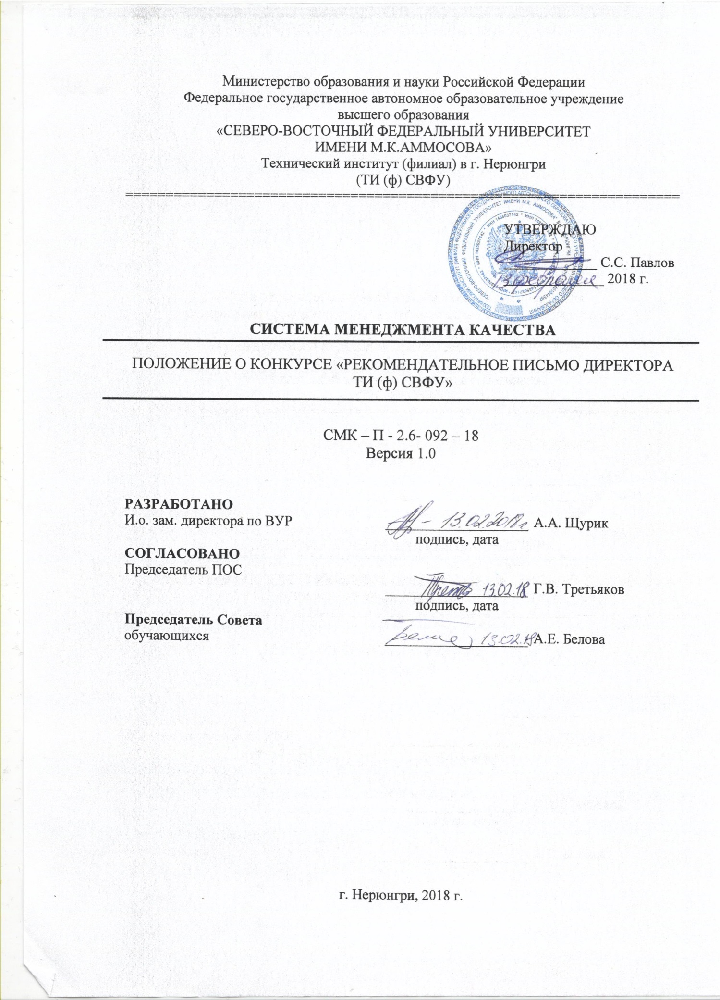 Министерство образования и науки Российской Федерации
Федеральное государственное автономное образовательное учреждение
высшего образования
«СЕВЕРО-ВОСТОЧНЫЙ ФЕДЕРАЛЬНЫЙ УНИВЕРСИТЕТ
ИМЕНИ М.К.АММОСОВА»
Технический институт (филиал) в г. Нерюнгри
(ТИ (ф) СВФУ)
УТВЕРЖДАЮ
Директор
С.С. Павлов
13 февраля 2018 г.
СИСТЕМА МЕНЕДЖМЕНТА КАЧЕСТВА
ПОЛОЖЕНИЕ О КОНКУРСЕ «РЕКОМЕНДАТЕЛЬНОЕ ПИСЬМО ДИРЕКТОРА
ТИ (ф) СВФУ»
СМК – П - 2.6- 092 – 18
Версия 1.0
РАЗРАБОТАНО
И.о. зам. директора по ВУР
13.02.2018г А.А. Щурик
подпись, дата
СОГЛАСОВАНО
Председатель ПОС
13.02.18 Г.В. Третьяков
подпись, дата
Председатель Совета
обучающихся
13.02.18 А.Е. Белова
г. Нерюнгри, 2018 г.